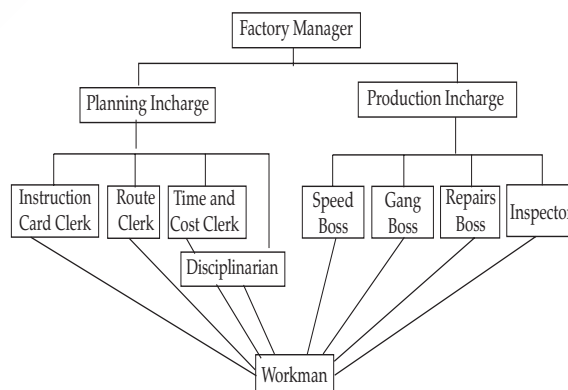 Factory Manager
Planning Incharge
Production Incharge
Instruction
Card Clerk
Route
Clerk
Time and
Cost Clerk
Speed
Boss
Gang
Boss
Repairs
Boss
Inspector
Disciplinarian
Workman